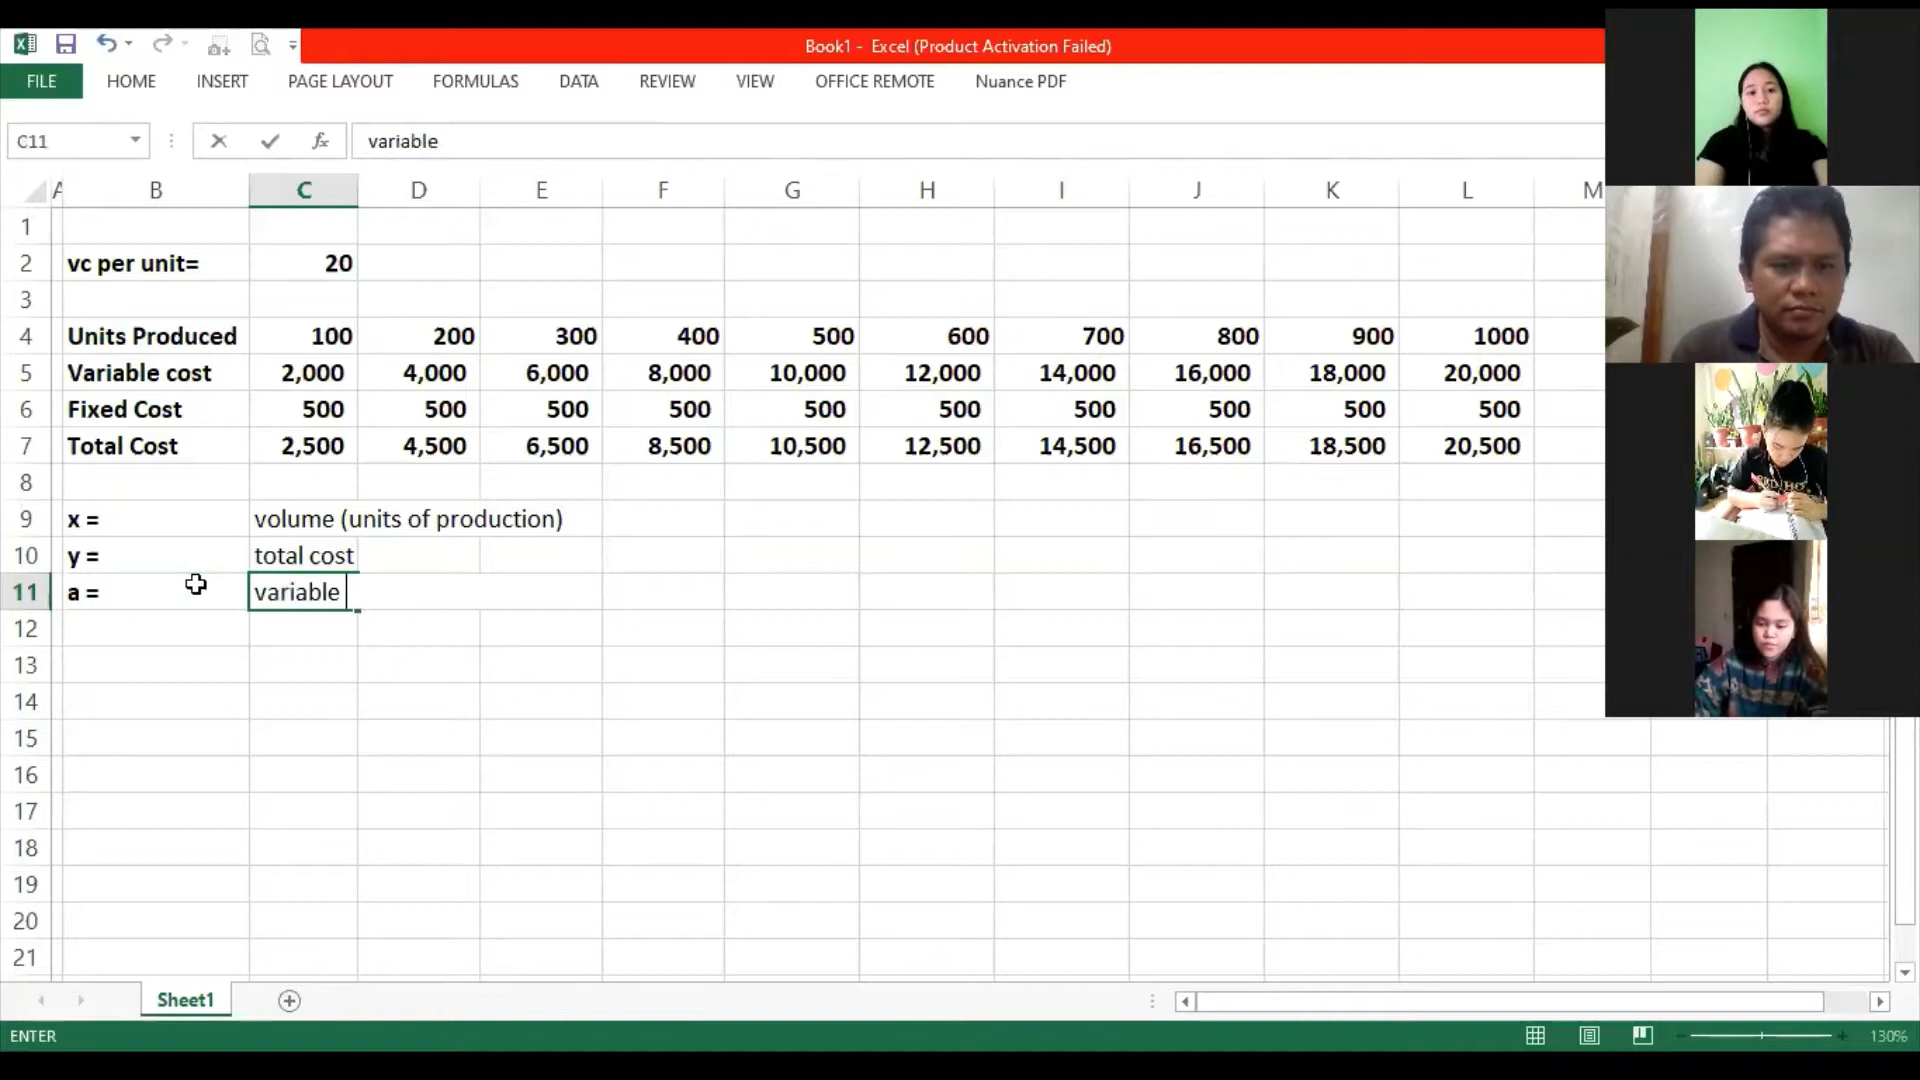 Book1 - Excel (Product Activation Failed)
FILE HOME INSERT PAGE LAYOUT FORMULAS DATA REVIEW VIEW OFFICE REMOTE Nuance PDF
C11 fx variable
A B C D E F G H I J K L M
1
2 vc per unit= 20
3
4 Units Produced 100 200 300 400 500 600 700 800 900 1000
5 Variable cost 2,000 4,000 6,000 8,000 10,000 12,000 14,000 16,000 18,000 20,000
6 Fixed Cost 500 500 500 500 500 500 500 500 500 500
7 Total Cost 2,500 4,500 6,500 8,500 10,500 12,500 14,500 16,500 18,500 20,500
8
9 x = volume (units of production)
10 y = total cost
11 a = variable
12
13
14
15
16
17
18
19
20
21
Sheet1
ENTER 130%